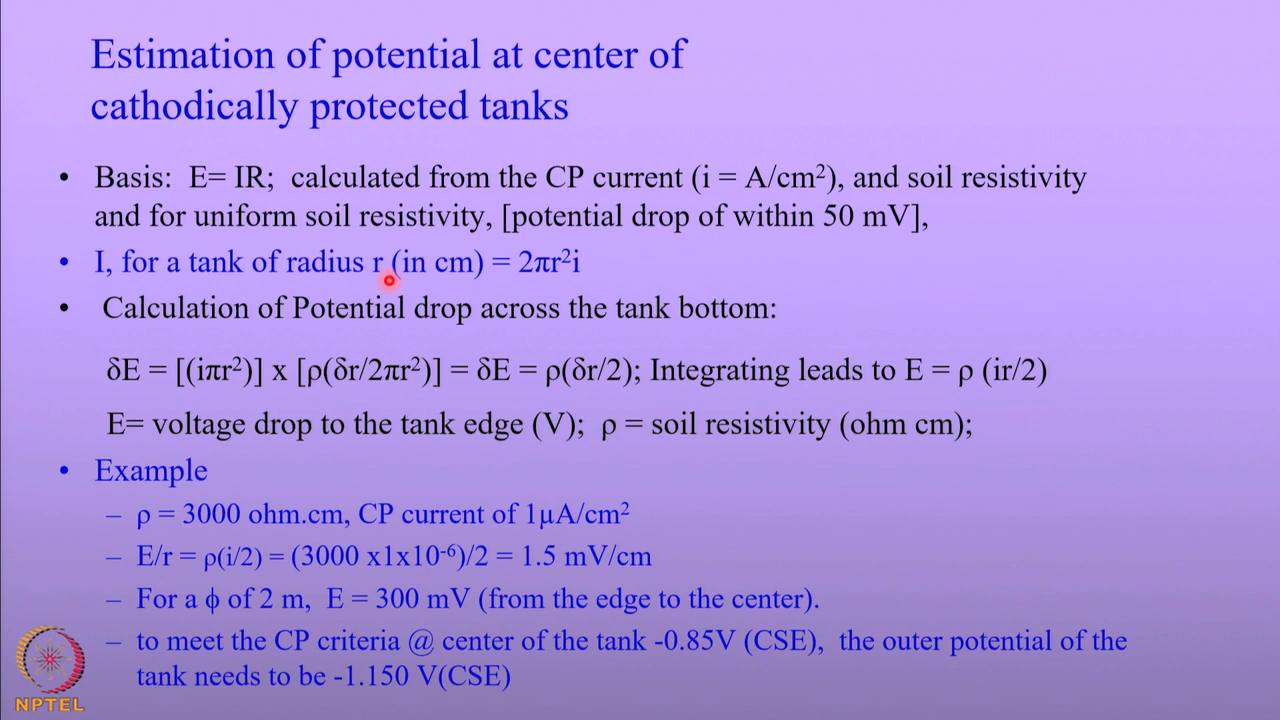 Estimation of potential at center of
cathodically protected tanks
• Basis: E= IR; calculated from the CP current (i = A/cm²), and soil resistivity
and for uniform soil resistivity, [potential drop of within 50 mV],
• I, for a tank of radius r (in cm) = 2πr²i
• Calculation of Potential drop across the tank bottom:
δE = [(iπr²)] x [ρ(δr/2πr²)] = δE = ρ(δr/2); Integrating leads to E = ρ (ir/2)
E= voltage drop to the tank edge (V); ρ = soil resistivity (ohm cm);
• Example
– ρ = 3000 ohm.cm, CP current of 1µA/cm²
– E/r = ρ(i/2) = (3000 x1x10⁻⁶)/2 = 1.5 mV/cm
– For a ϕ of 2 m, E = 300 mV (from the edge to the center).
– to meet the CP criteria @ center of the tank -0.85V (CSE), the outer potential of the
tank needs to be -1.150 V(CSE)
NPTEL